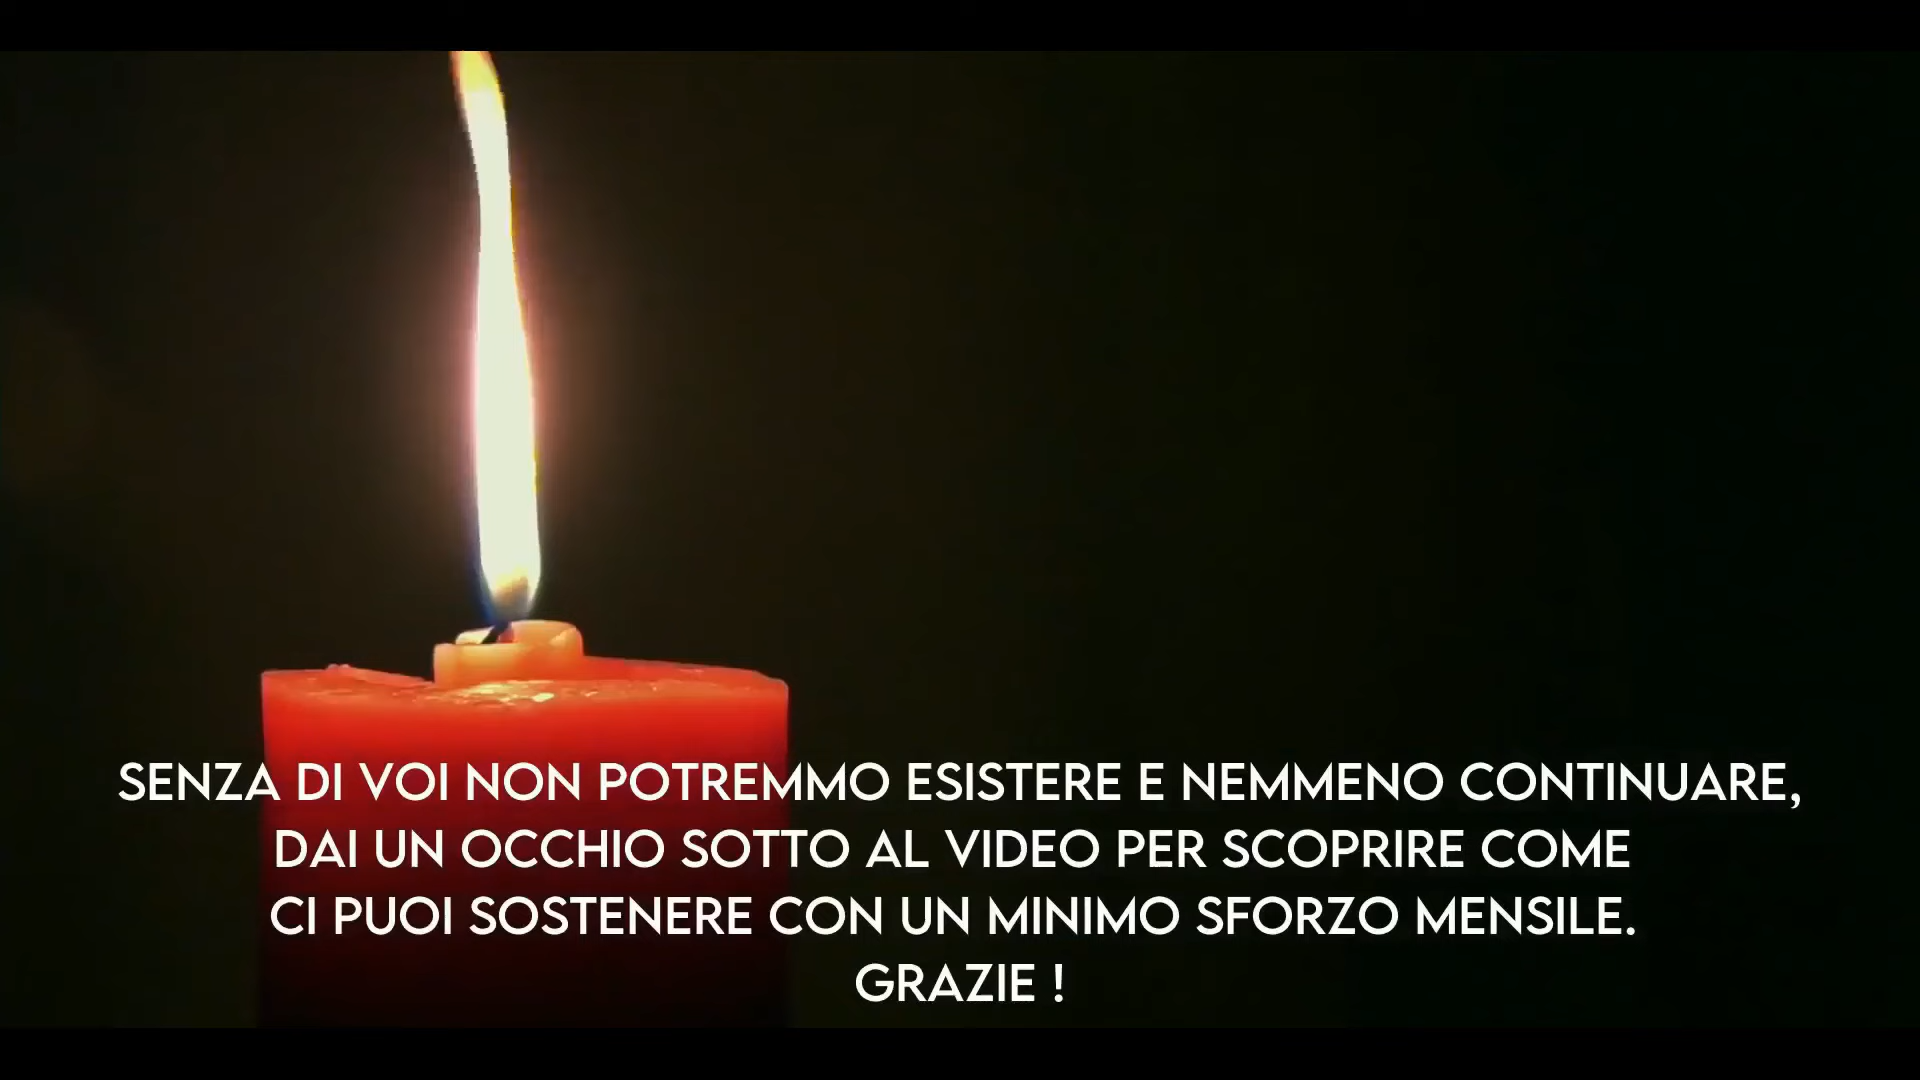 SENZA DI VOI NON POTREMMO ESISTERE E NEMMENO CONTINUARE,
DAI UN OCCHIO SOTTO AL VIDEO PER SCOPRIRE COME
CI PUOI SOSTENERE CON UN MINIMO SFORZO MENSILE.
GRAZIE !